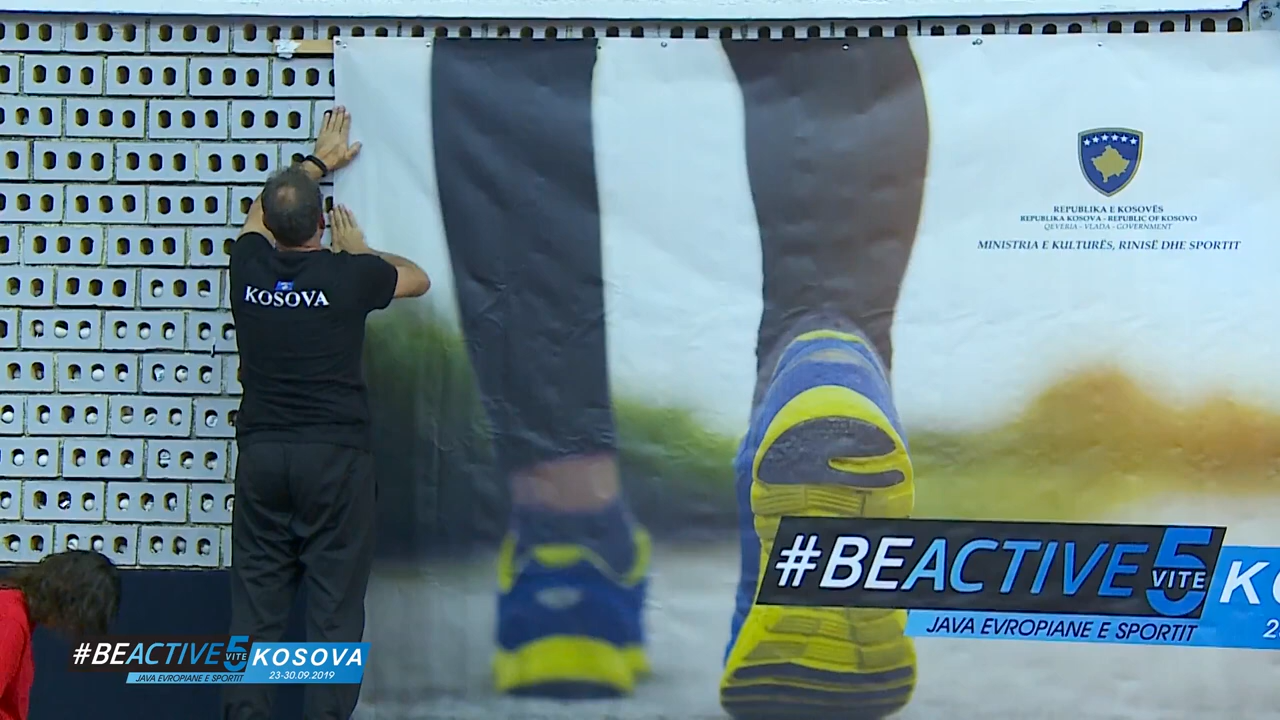 REPUBLIKA E KOSOVËS
REPUBLIKA KOSOVA - REPUBLIC OF KOSOVO
QEVERIA - VLADA - GOVERNMENT
MINISTRIA E KULTURËS, RINISË DHE SPORTIT
KOSOVA
#BEACTIVE 5 VITE K
JAVA EVROPIANE E SPORTIT 2
#BEACTIVE 5 VITE KOSOVA
JAVA EVROPIANE E SPORTIT 23-30.09.2019